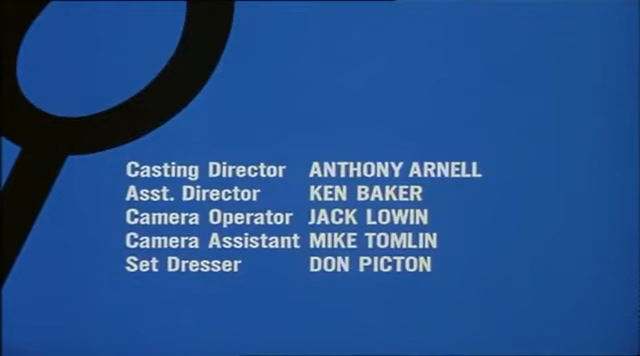 Casting Director ANTHONY ARNELL
Asst. Director KEN BAKER
Camera Operator JACK LOWIN
Camera Assistant MIKE TOMLIN
Set Dresser DON PICTON